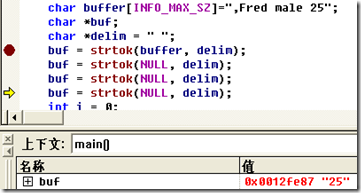 char buffer[INFO_MAX_SZ]=",Fred male 25";
char *buf;
char *delim = " ";
buf = strtok(buffer, delim);
buf = strtok(NULL, delim);
buf = strtok(NULL, delim);
buf = strtok(NULL, delim);
int i = 0;
上下文: main()
名称 值
buf 0x0012fe87 "25"